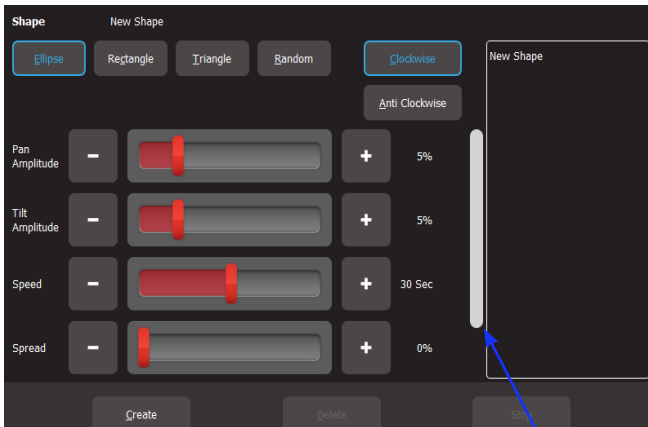 Shape New Shape
Ellipse Rectangle Triangle Random Clockwise New Shape
Anti Clockwise
Pan
Amplitude - + 5%
Tilt
Amplitude - + 5%
Speed - + 30 Sec
Spread - + 0%
Create Delete Stop